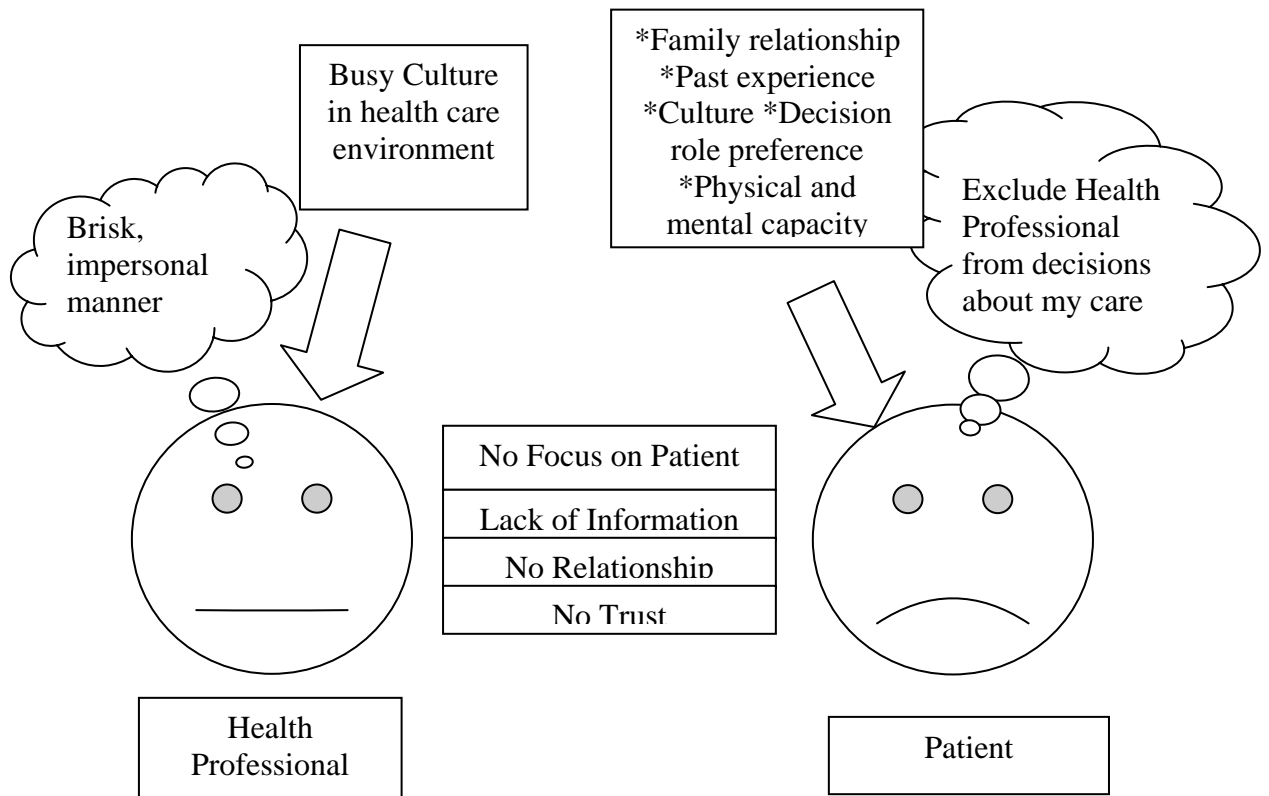 Busy Culture
in health care
environment
*Family relationship
*Past experience
*Culture *Decision
role preference
*Physical and
mental capacity
Brisk,
impersonal
manner
Exclude Health
Professional
from decisions
about my care
No Focus on Patient
Lack of Information
No Relationship
No Trust
Health
Professional
Patient